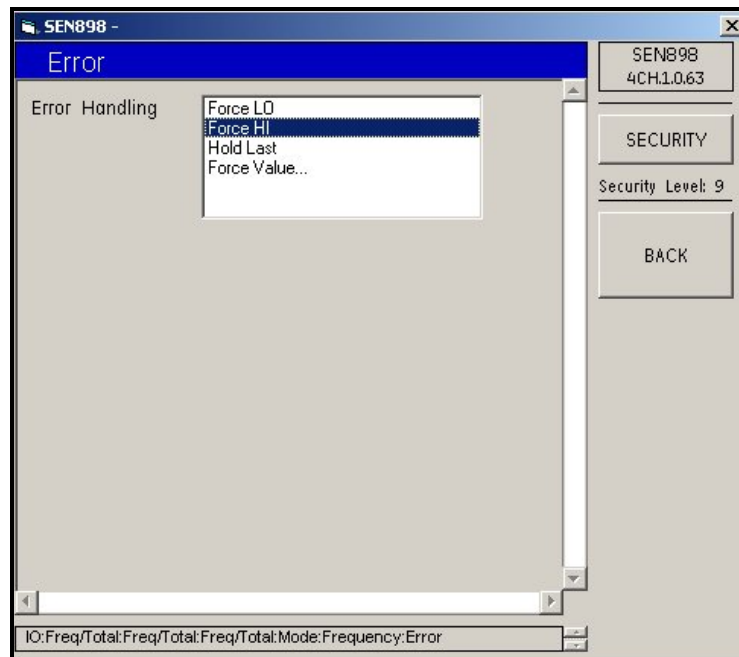 SEN898 -
Error
SEN898
4CH.1.0.63
Error Handling
Force LO
Force HI
Hold Last
Force Value...
SECURITY
Security Level: 9
BACK
IO:Freq/Total:Freq/Total:Freq/Total:Mode:Frequency:Error